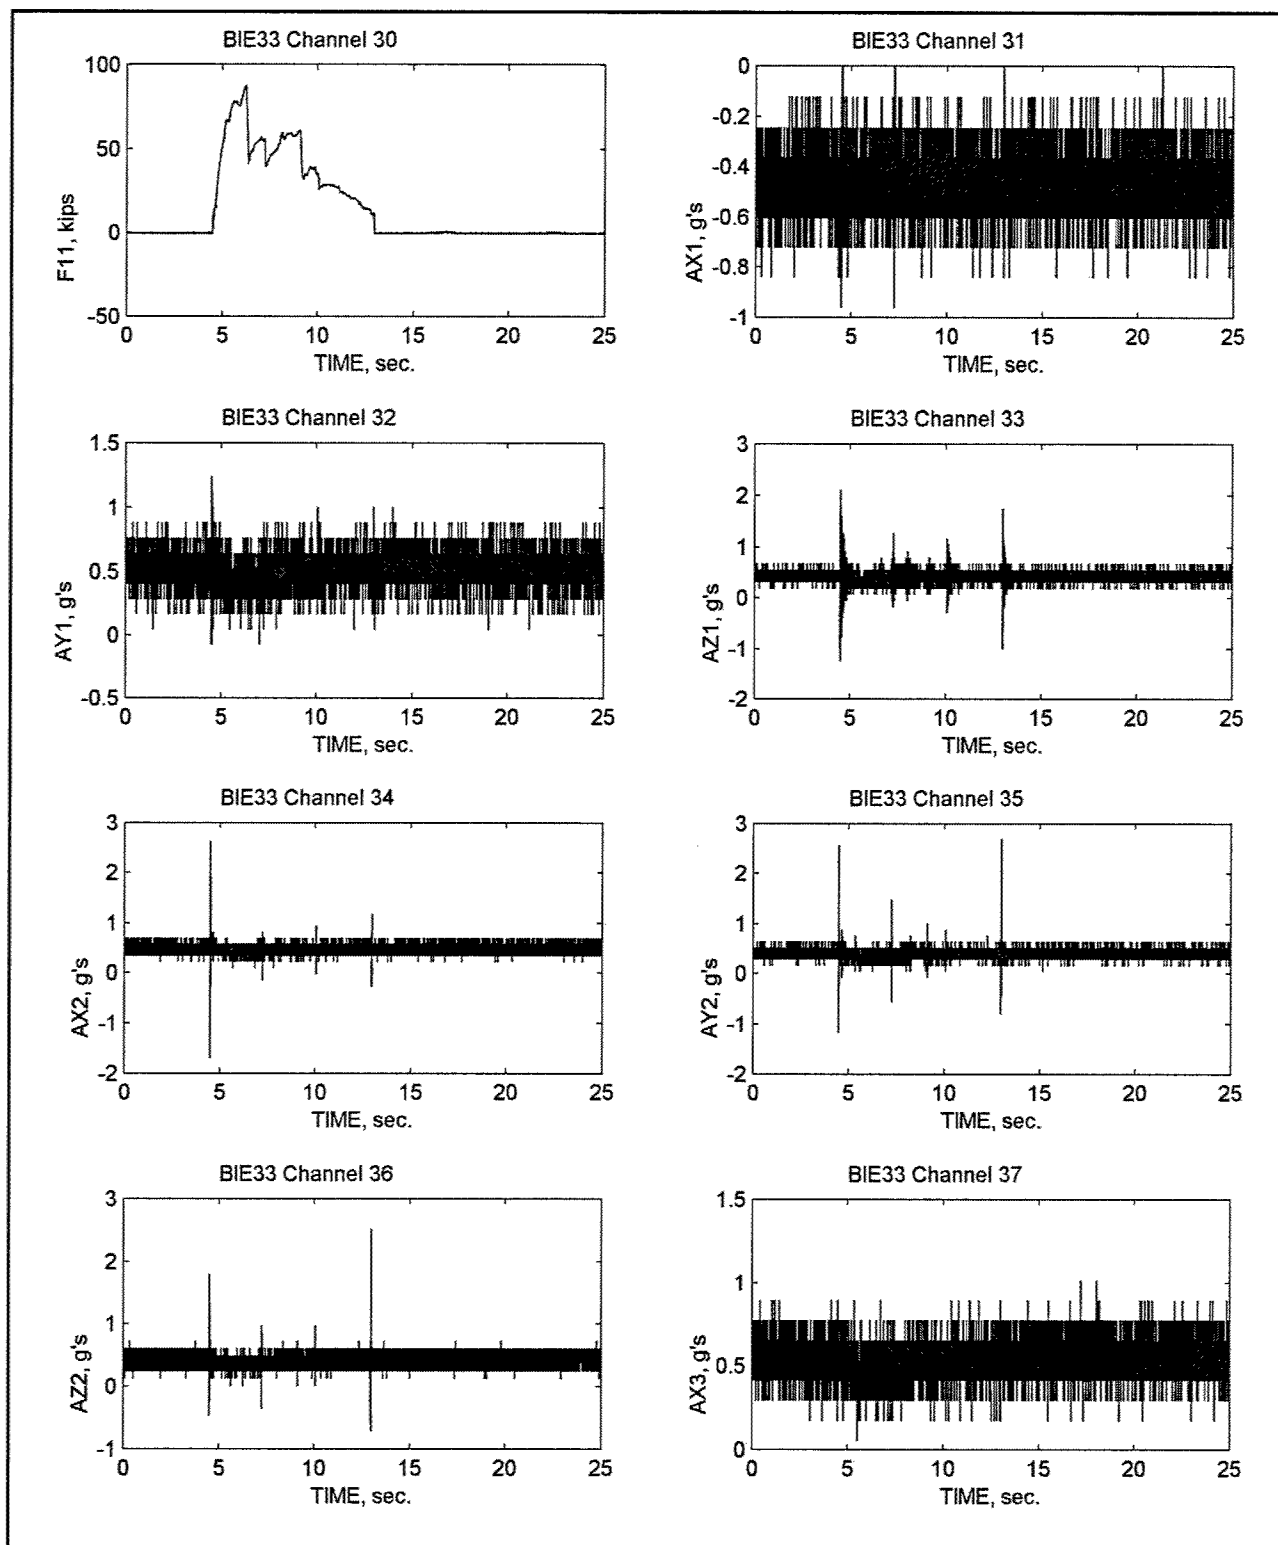 BIE33 Channel 30
100
50
0
-50
F11, kips
0 5 10 15 20 25
TIME, sec.
BIE33 Channel 31
0
-0.2
-0.4
-0.6
-0.8
-1
AX1, g's
0 5 10 15 20 25
TIME, sec.
BIE33 Channel 32
1.5
1
0.5
0
-0.5
AY1, g's
0 5 10 15 20 25
TIME, sec.
BIE33 Channel 33
3
2
1
0
-1
-2
AZ1, g's
0 5 10 15 20 25
TIME, sec.
BIE33 Channel 34
3
2
1
0
-1
-2
AX2, g's
0 5 10 15 20 25
TIME, sec.
BIE33 Channel 35
3
2
1
0
-1
-2
AY2, g's
0 5 10 15 20 25
TIME, sec.
BIE33 Channel 36
3
2
1
0
-1
AZ2, g's
0 5 10 15 20 25
TIME, sec.
BIE33 Channel 37
1.5
1
0.5
0
AX3, g's
0 5 10 15 20 25
TIME, sec.